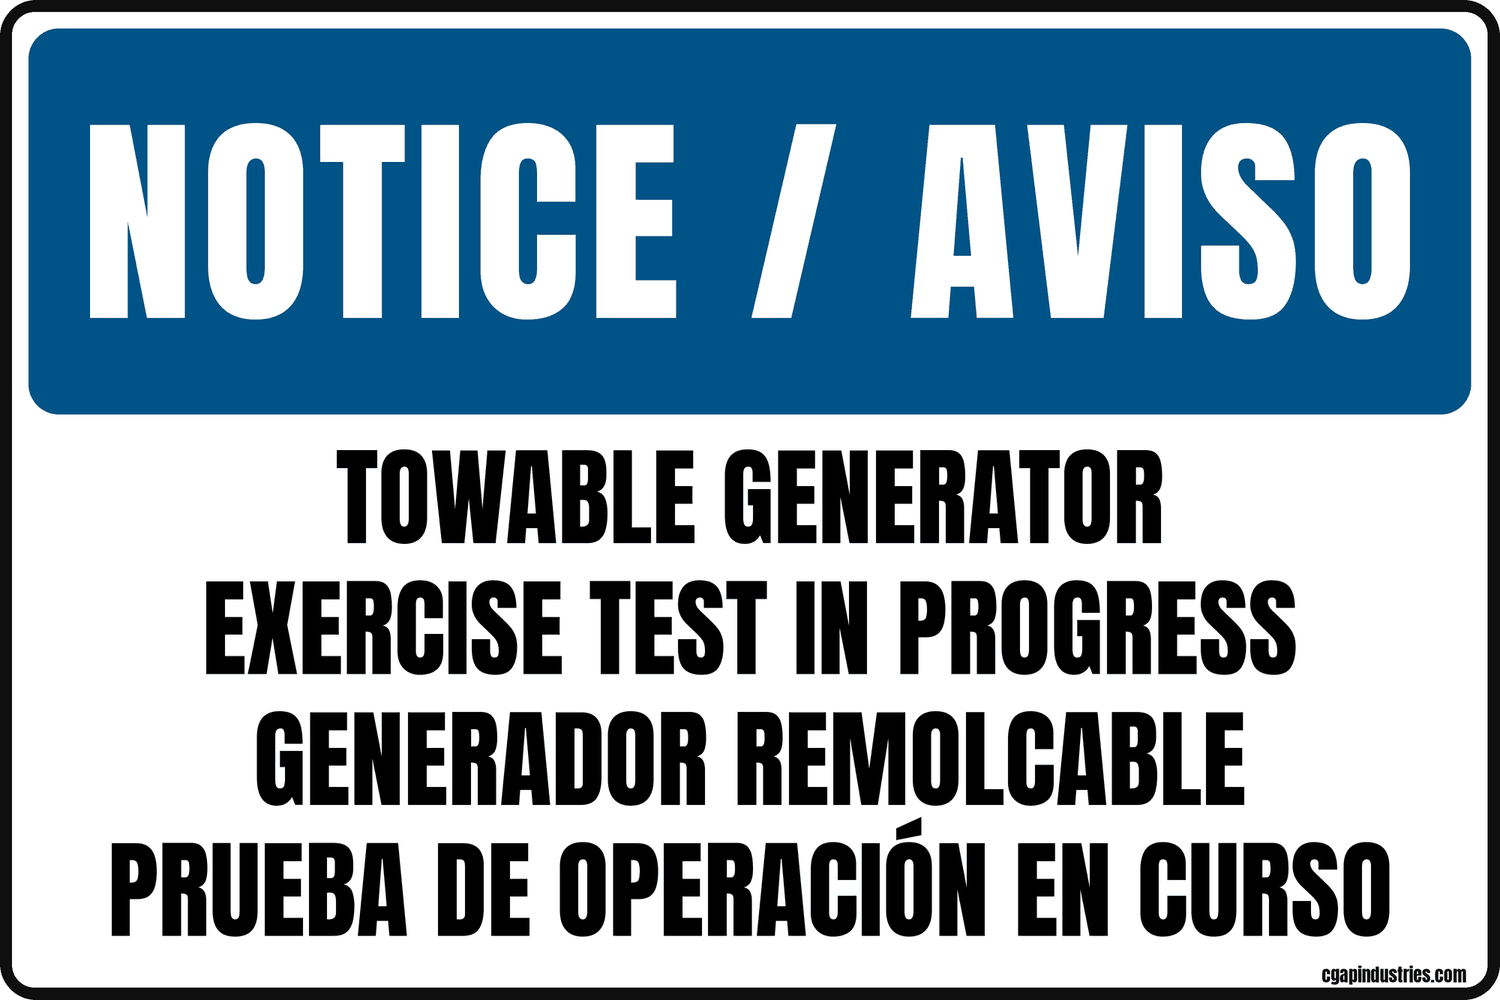 NOTICE / AVISO
TOWABLE GENERATOR
EXERCISE TEST IN PROGRESS
GENERADOR REMOLCABLE
PRUEBA DE OPERACIÓN EN CURSO
cgapindustries.com